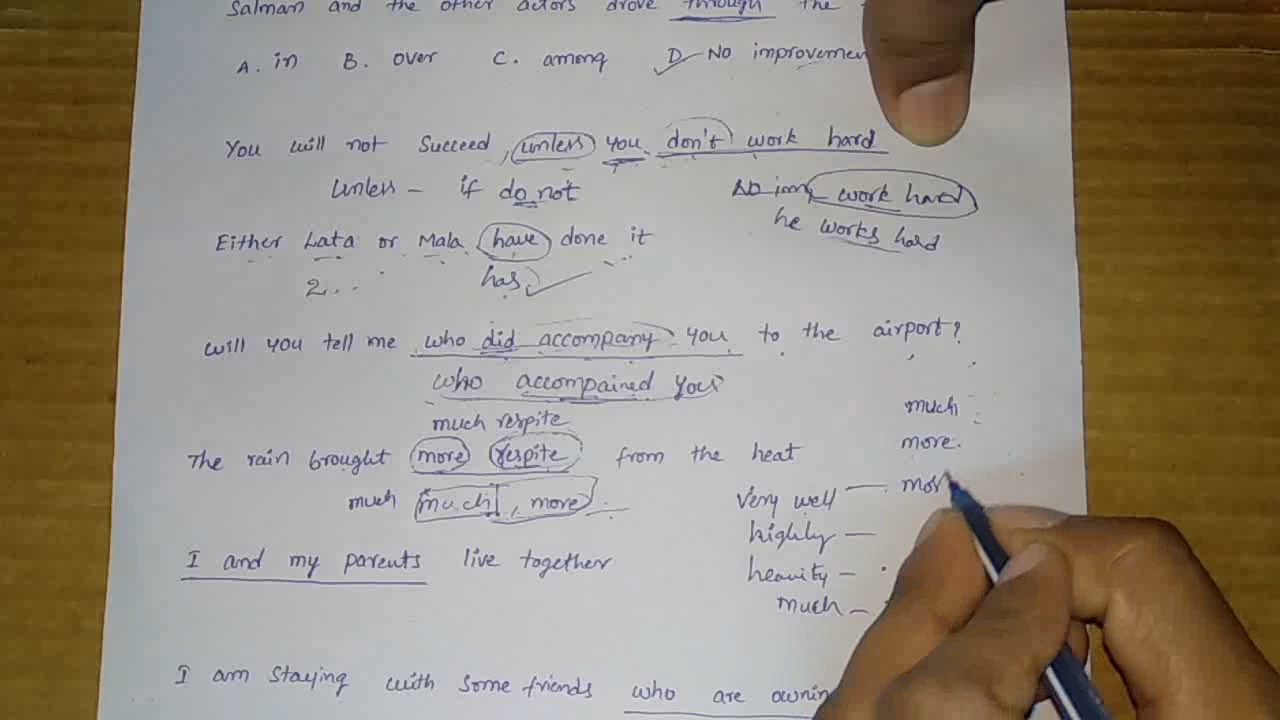 Salman and the other actors drove through the
A. in B. over C. among D. No improvemen
You will not Succeed, unless you don't work hard
unless - if do not work hard
he works hard
Either Lata or Mala have done it
2.. has
will you tell me who did accompany you to the airport?
who accompained you
much respite much
The rain brought more respite from the heat more.
much much, more very well — mor
highly —
I and my parents live together
heavity —
much —
I am staying with some friends who are ownin